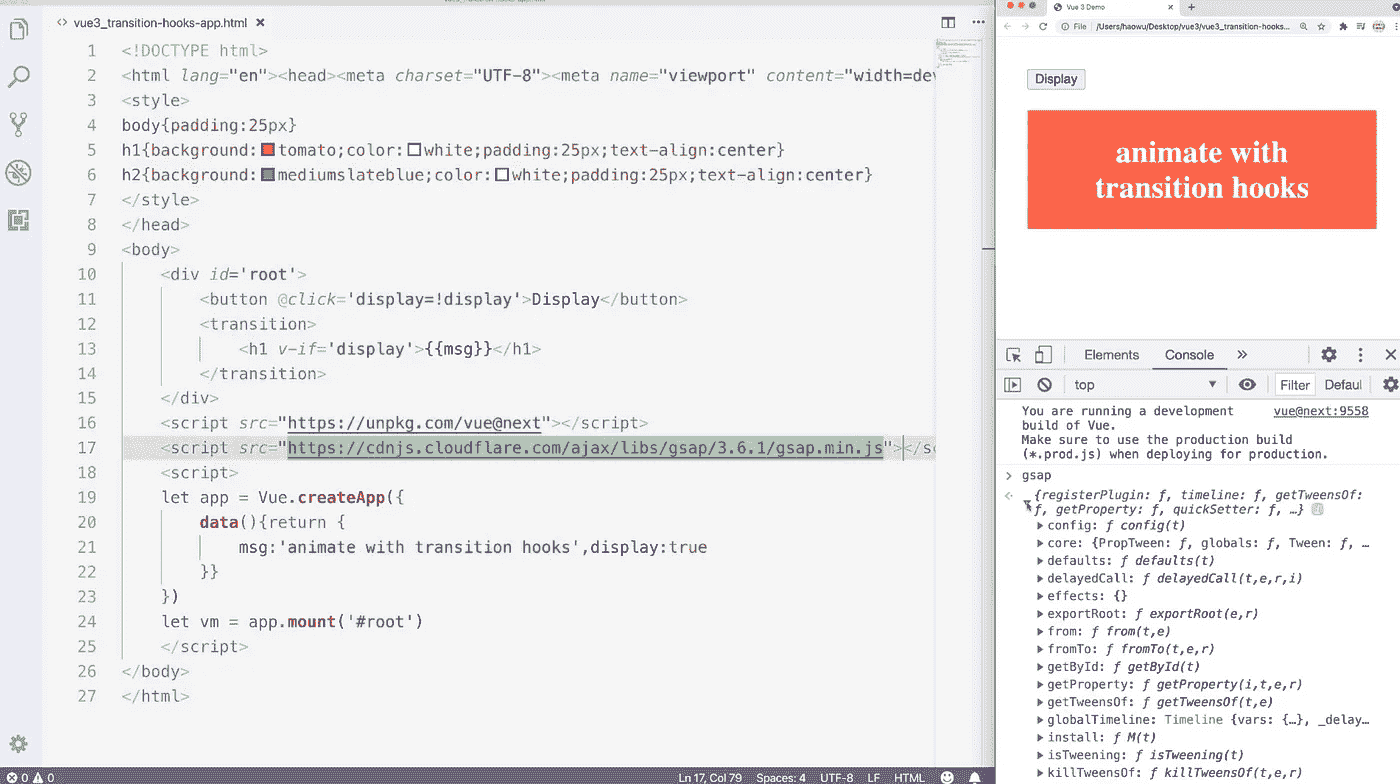 vue3_transition-hooks-app.html
1 <!DOCTYPE html>
2 <html lang="en"><head><meta charset="UTF-8"><meta name="viewport" content="width=dev
3 <style>
4 body{padding:25px}
5 h1{background:tomato;color:white;padding:25px;text-align:center}
6 h2{background:mediumslateblue;color:white;padding:25px;text-align:center}
7 </style>
8 </head>
9 <body>
10 <div id='root'>
11 <button @click='display=!display'>Display</button>
12 <transition>
13 <h1 v-if='display'>{{msg}}</h1>
14 </transition>
15 </div>
16 <script src="https://unpkg.com/vue@next"></script>
17 <script src="https://cdnjs.cloudflare.com/ajax/libs/gsap/3.6.1/gsap.min.js"></sc
18 <script>
19 let app = Vue.createApp({
20 data(){return {
21 msg:'animate with transition hooks',display:true
22 }}
23 })
24 let vm = app.mount('#root')
25 </script>
26 </body>
27 </html>
0 0
Ln 17, Col 79 Spaces: 4 UTF-8 LF HTML
Vue 3 Demo
File /Users/haowu/Desktop/vue3/vue3_transition-hooks...
Display
animate with
transition hooks
Elements Console
top Filter Defaul
You are running a development vue@next:9558
build of Vue.
Make sure to use the production build
(*.prod.js) when deploying for production.
gsap
{registerPlugin: ƒ, timeline: ƒ, getTweensOf:
ƒ, getProperty: ƒ, quickSetter: ƒ, …}
config: ƒ config(t)
core: {PropTween: ƒ, globals: ƒ, Tween: ƒ, …
defaults: ƒ defaults(t)
delayedCall: ƒ delayedCall(t,e,r,i)
effects: {}
exportRoot: ƒ exportRoot(e,r)
from: ƒ from(t,e)
fromTo: ƒ fromTo(t,e,r)
getById: ƒ getById(t)
getProperty: ƒ getProperty(i,t,e,r)
getTweensOf: ƒ getTweensOf(t,e)
globalTimeline: Timeline {vars: {…}, _delay…
install: ƒ M(t)
isTweening: ƒ isTweening(t)
killTweensOf: ƒ killTweensOf(t,e,r)